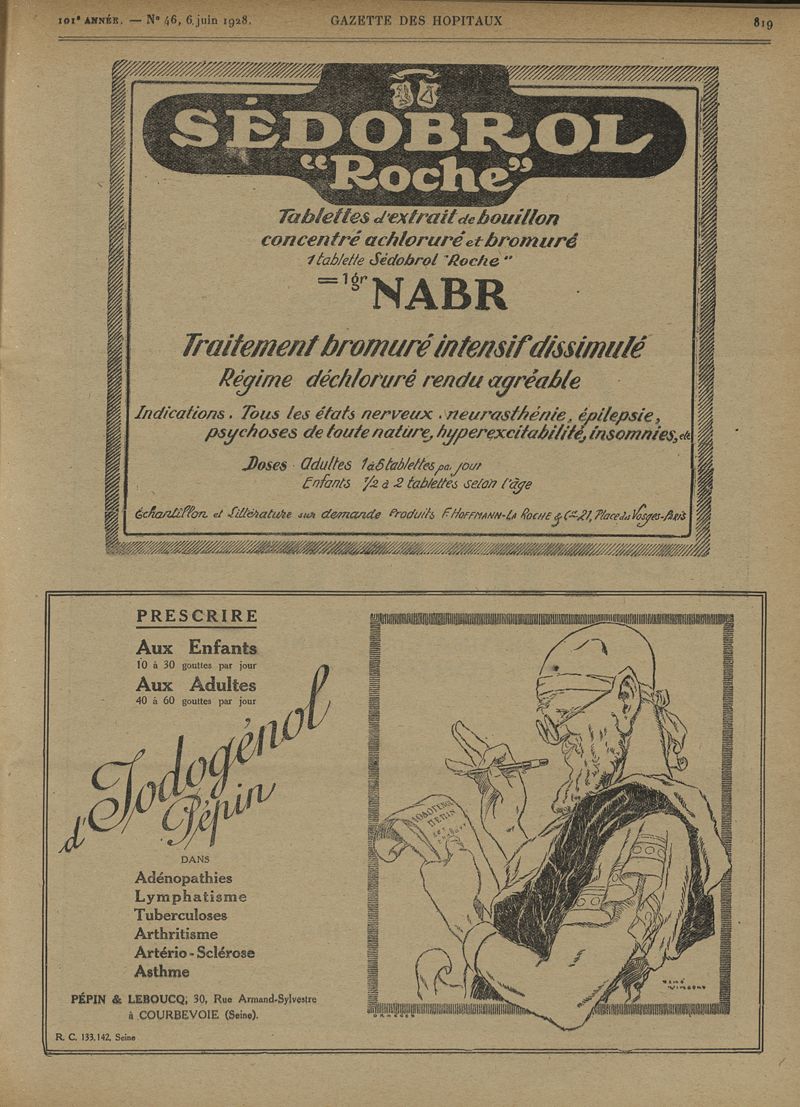 101e ANNÉE. — N° 46, 6 juin 1928.
GAZETTE DES HOPITAUX
819
SÉDOBROL
"Roche"
Tablettes d'extrait de bouillon
concentré achloruré et bromuré
1 tablette Sédobrol "Roche"
= 1gr NABR
Traitement bromuré intensif dissimulé
Régime déchloruré rendu agréable
Indications. Tous les états nerveux. neurasthénie, épilepsie,
psychoses de toute nature, hyperexcitabilité, insomnies, etc
Doses. Adultes 1 à 6 tablettes pa. jour
Enfants 1/2 à 2 tablettes selon l'âge
Échantillon et Littérature sur demande Produits F. HOFFMANN-LA ROCHE & Cie 21, Place des Vosges-Paris
PRESCRIRE
Aux Enfants
10 à 30 gouttes par jour
Aux Adultes
40 à 60 gouttes par jour
d'Iodogénol
Pépin
DANS
Adénopathies
Lymphatisme
Tuberculoses
Arthritisme
Artério-Sclérose
Asthme
PÉPIN & LEBOUCQ, 30, Rue Armand-Sylvestre
à COURBEVOIE (Seine).
R. C. 133.142, Seine
PEPIN
RENÉ
VINCENT